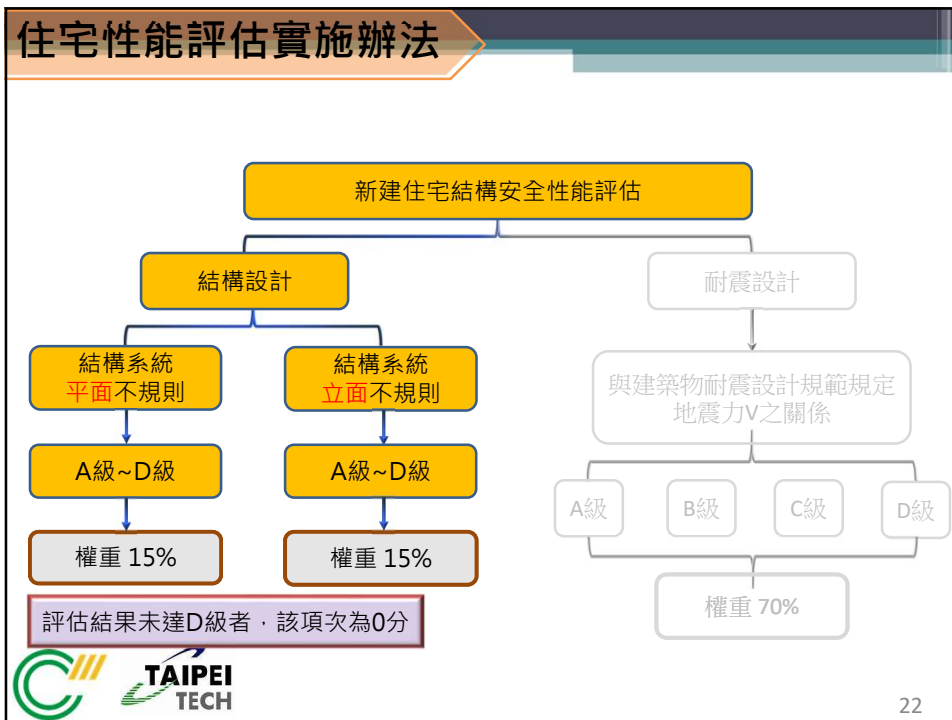 住宅性能評估實施辦法
新建住宅結構安全性能評估
結構設計
耐震設計
結構系統
平面不規則
結構系統
立面不規則
與建築物耐震設計規範規定
地震力V之關係
A級~D級
A級~D級
A級
B級
C級
D級
權重 15%
權重 15%
權重 70%
評估結果未達D級者，該項次為0分
TAIPEI
TECH
22